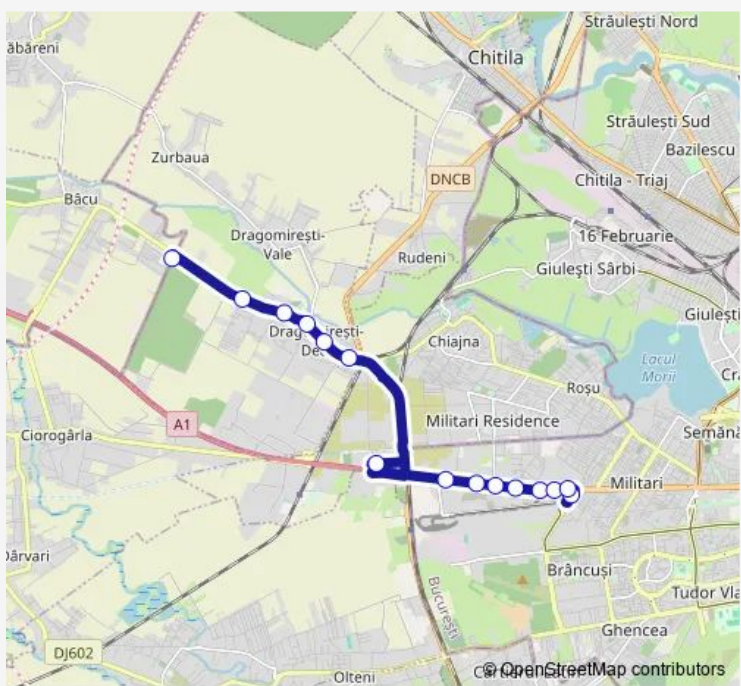 Străulești Nord
Chitila
ăbăreni
Străulești Sud
Bazilescu
Zurbaua
DNCB
Chitila - Triaj
Bâcu
Dragomirești-
Vale
16 Februarie
Rudeni
Giulești Sârbi
Giulești
Chiajna
Lacul
Morii
Roșu
A1
Militari Residence
Ciorogârla
Semănă
Militari
Dârvari
Brâncuși
Tudor Vla
București
Ghencea
DJ602
Olteni
© OpenStreetMap contributors